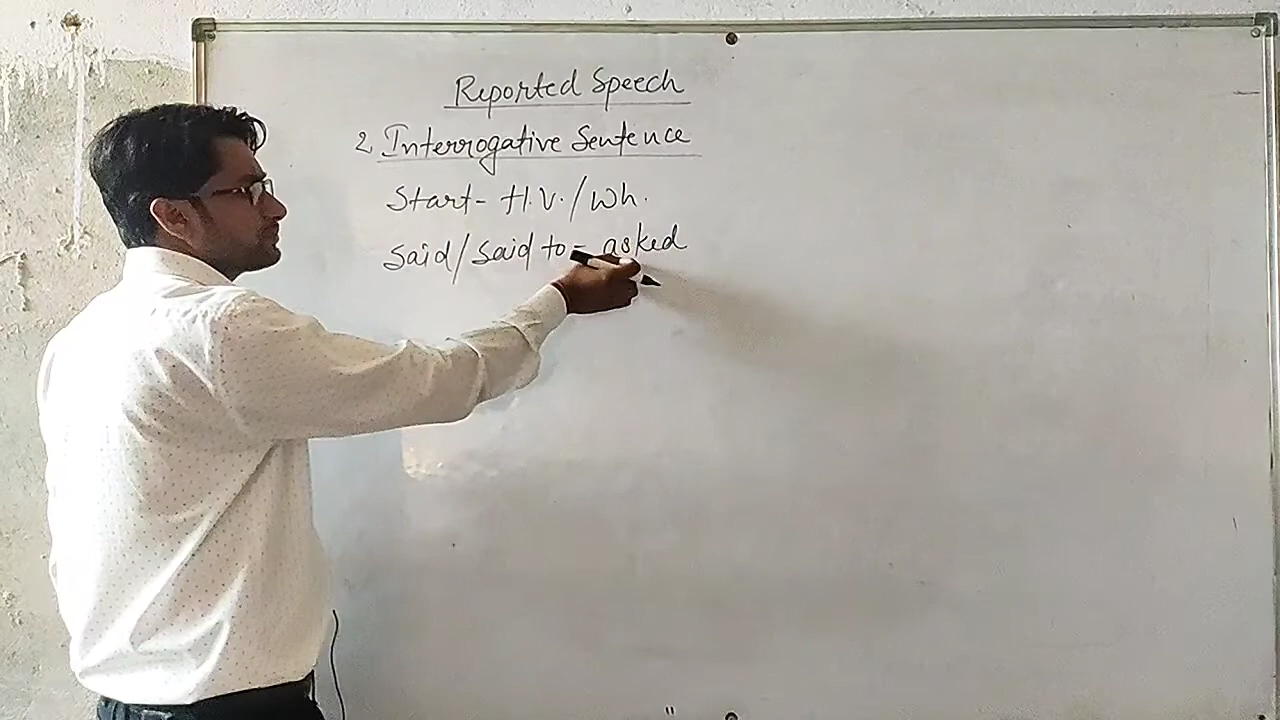 Reported Speech
2. Interrogative Sentence
Start- H.V./Wh.
Said/Said to - asked